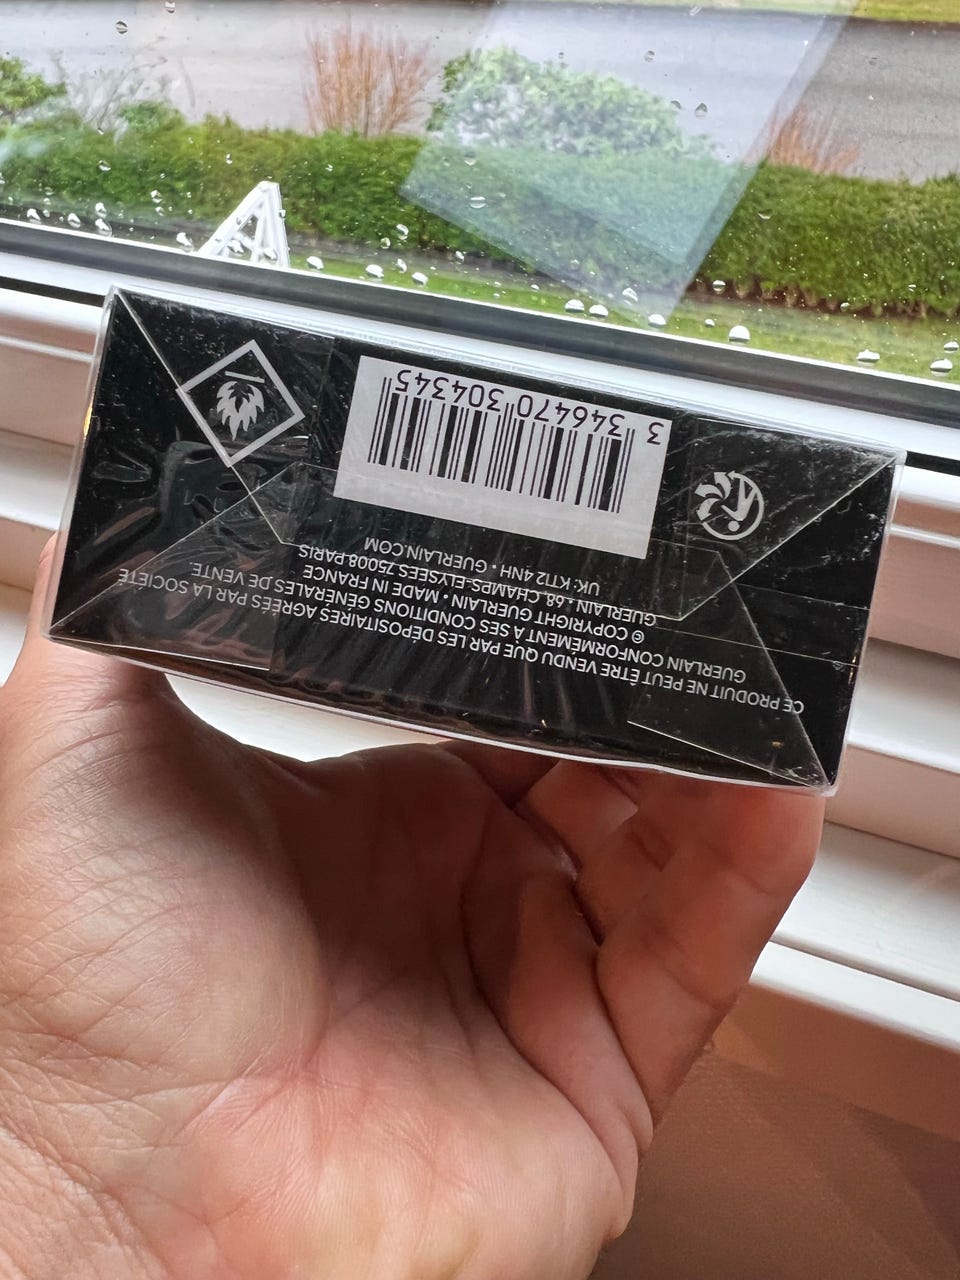 CE PRODUIT NE PEUT ÊTRE VENDU QUE PAR LES DÉPOSITAIRES AGRÉÉS PAR LA SOCIÉTÉ
GUERLAIN CONFORMÉMENT À SES CONDITIONS GÉNÉRALES DE VENTE.
© COPYRIGHT GUERLAIN • MADE IN FRANCE
GUERLAIN • 68, CHAMPS-ELYSEES 75008 PARIS
UK: KT12 4NH • GUERLAIN.COM
3 346470 304345